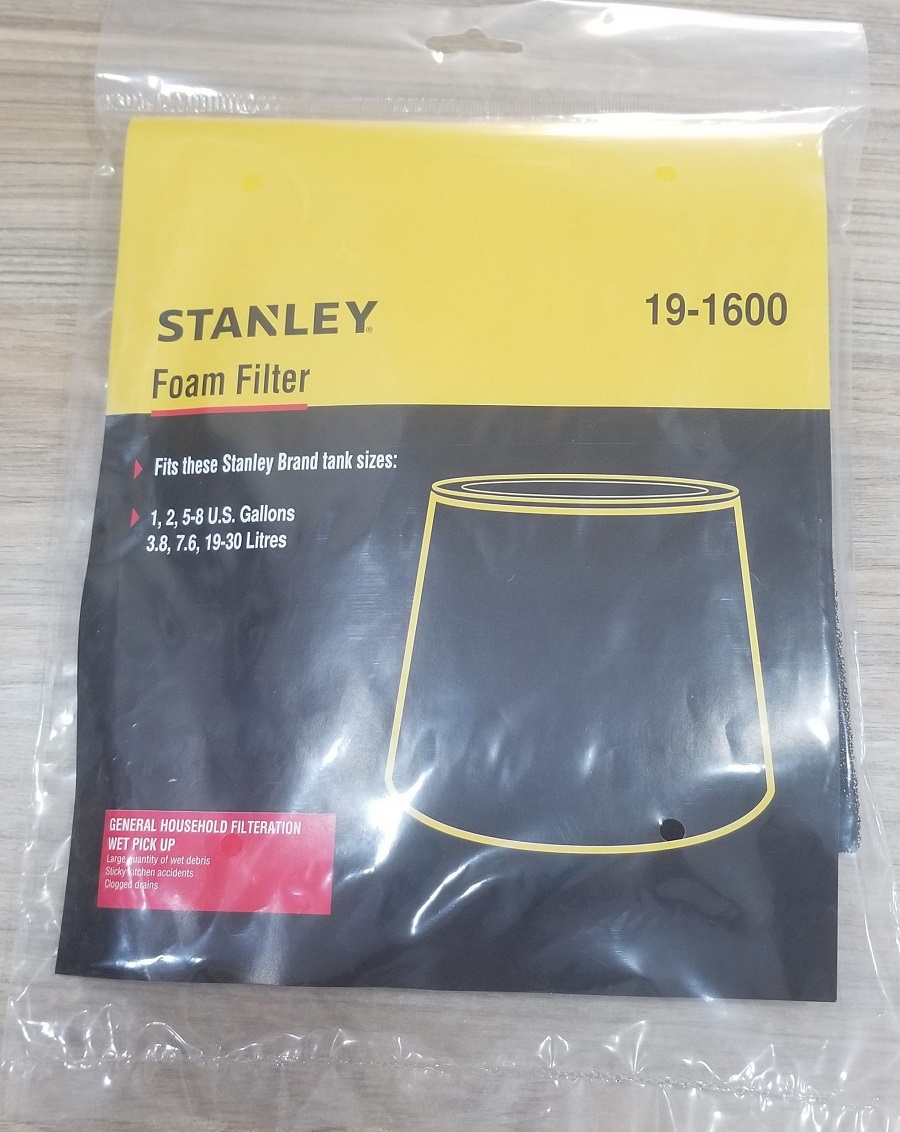 STANLEY®
19-1600
Foam Filter
Fits these Stanley Brand tank sizes:
1, 2, 5-8 U.S. Gallons
3.8, 7.6, 19-30 Litres
GENERAL HOUSEHOLD FILTERATION
WET PICK UP
Large quantity of wet debris
Sticky kitchen accidents
Clogged drains